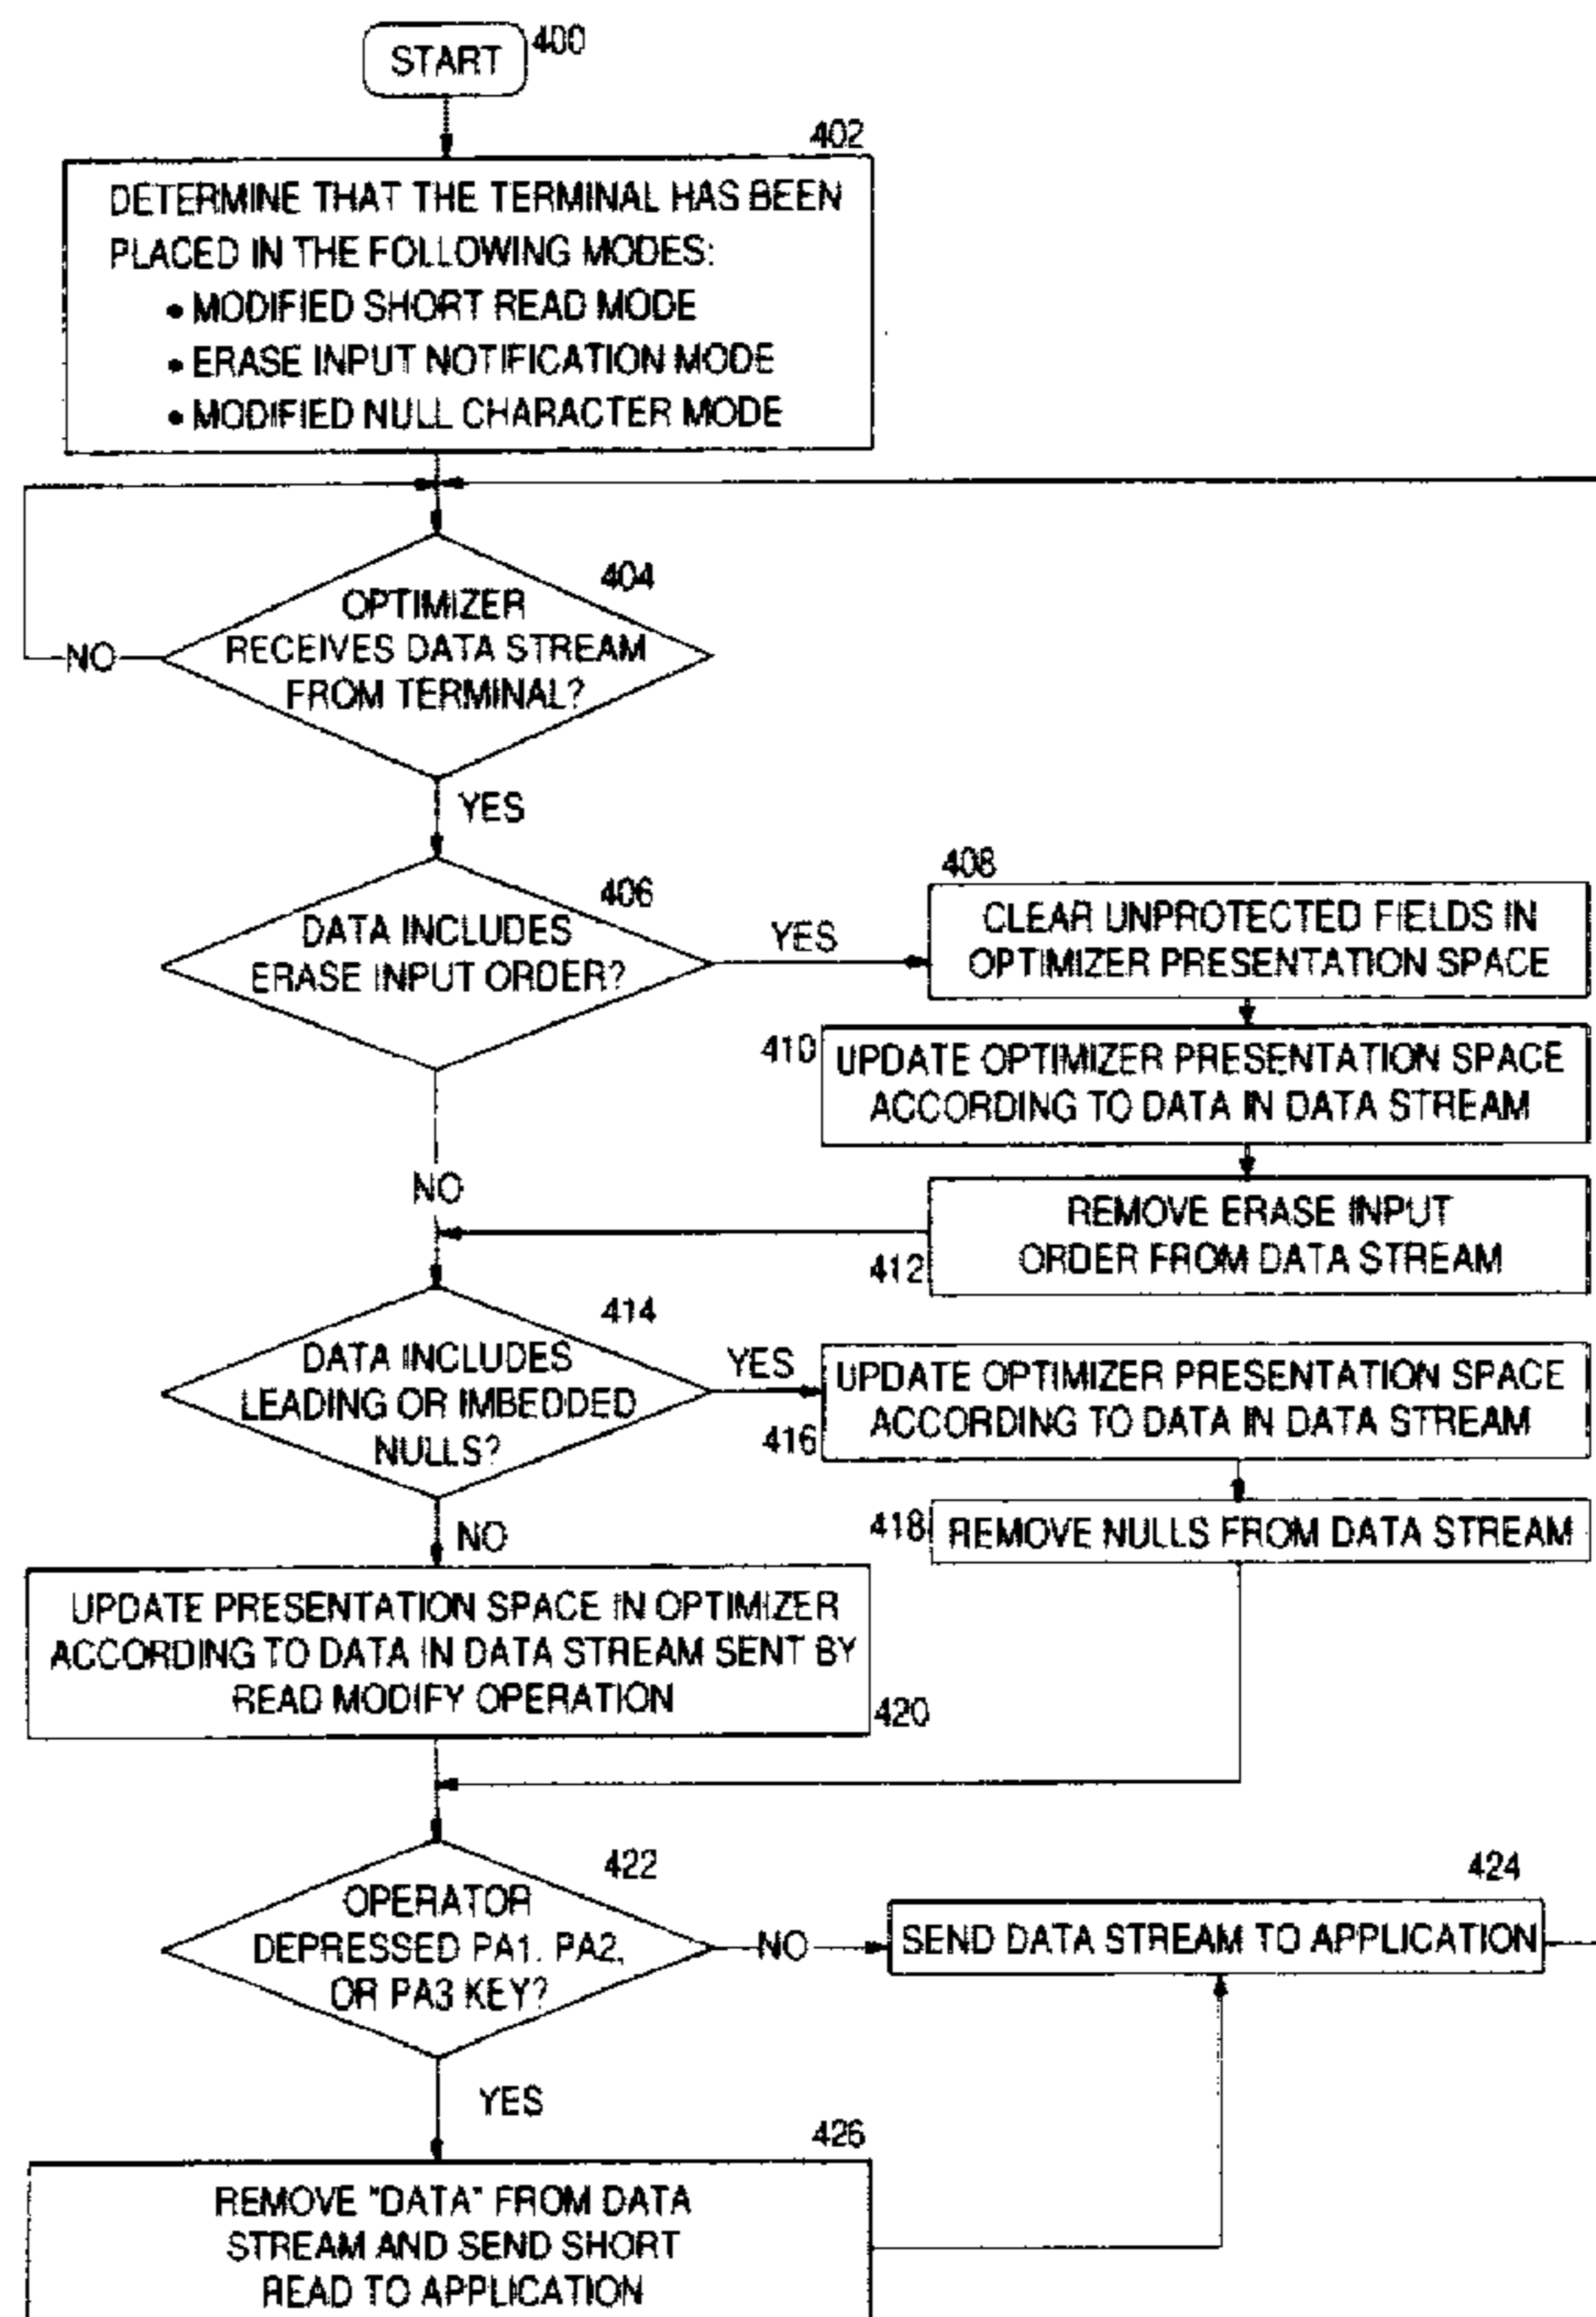 START
400
402
DETERMINE THAT THE TERMINAL HAS BEEN
PLACED IN THE FOLLOWING MODES:
• MODIFIED SHORT READ MODE
• ERASE INPUT NOTIFICATION MODE
• MODIFIED NULL CHARACTER MODE
404
OPTIMIZER
RECEIVES DATA STREAM
FROM TERMINAL?
NO
YES
406
DATA INCLUDES
ERASE INPUT ORDER?
YES
408
CLEAR UNPROTECTED FIELDS IN
OPTIMIZER PRESENTATION SPACE
410
UPDATE OPTIMIZER PRESENTATION SPACE
ACCORDING TO DATA IN DATA STREAM
NO
REMOVE ERASE INPUT
ORDER FROM DATA STREAM
412
414
DATA INCLUDES
LEADING OR IMBEDDED
NULLS?
YES
UPDATE OPTIMIZER PRESENTATION SPACE
ACCORDING TO DATA IN DATA STREAM
416
418
REMOVE NULLS FROM DATA STREAM
NO
UPDATE PRESENTATION SPACE IN OPTIMIZER
ACCORDING TO DATA IN DATA STREAM SENT BY
READ MODIFY OPERATION
420
422
OPERATOR
DEPRESSED PA1, PA2,
OR PA3 KEY?
NO
424
SEND DATA STREAM TO APPLICATION
YES
426
REMOVE "DATA" FROM DATA
STREAM AND SEND SHORT
READ TO APPLICATION